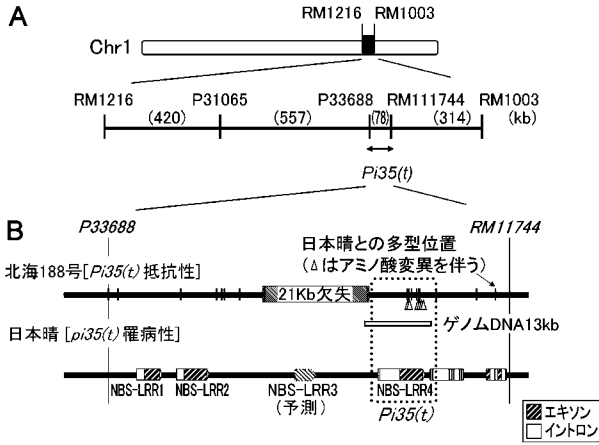 A
RM1216 RM1003
Chr1
RM1216 P31065 P33688 RM111744 RM1003
(420) (557) (78) (314) (kb)
Pi35(t)
P33688 RM11744
B
日本晴との多型位置
(Δはアミノ酸変異を伴う)
北海188号[Pi35(t)抵抗性]
21Kb欠失
ゲノムDNA13kb
日本晴[pi35(t)罹病性]
NBS-LRR1 NBS-LRR2 NBS-LRR3 NBS-LRR4
(予測)
Pi35(t)
エキソン
イントロン